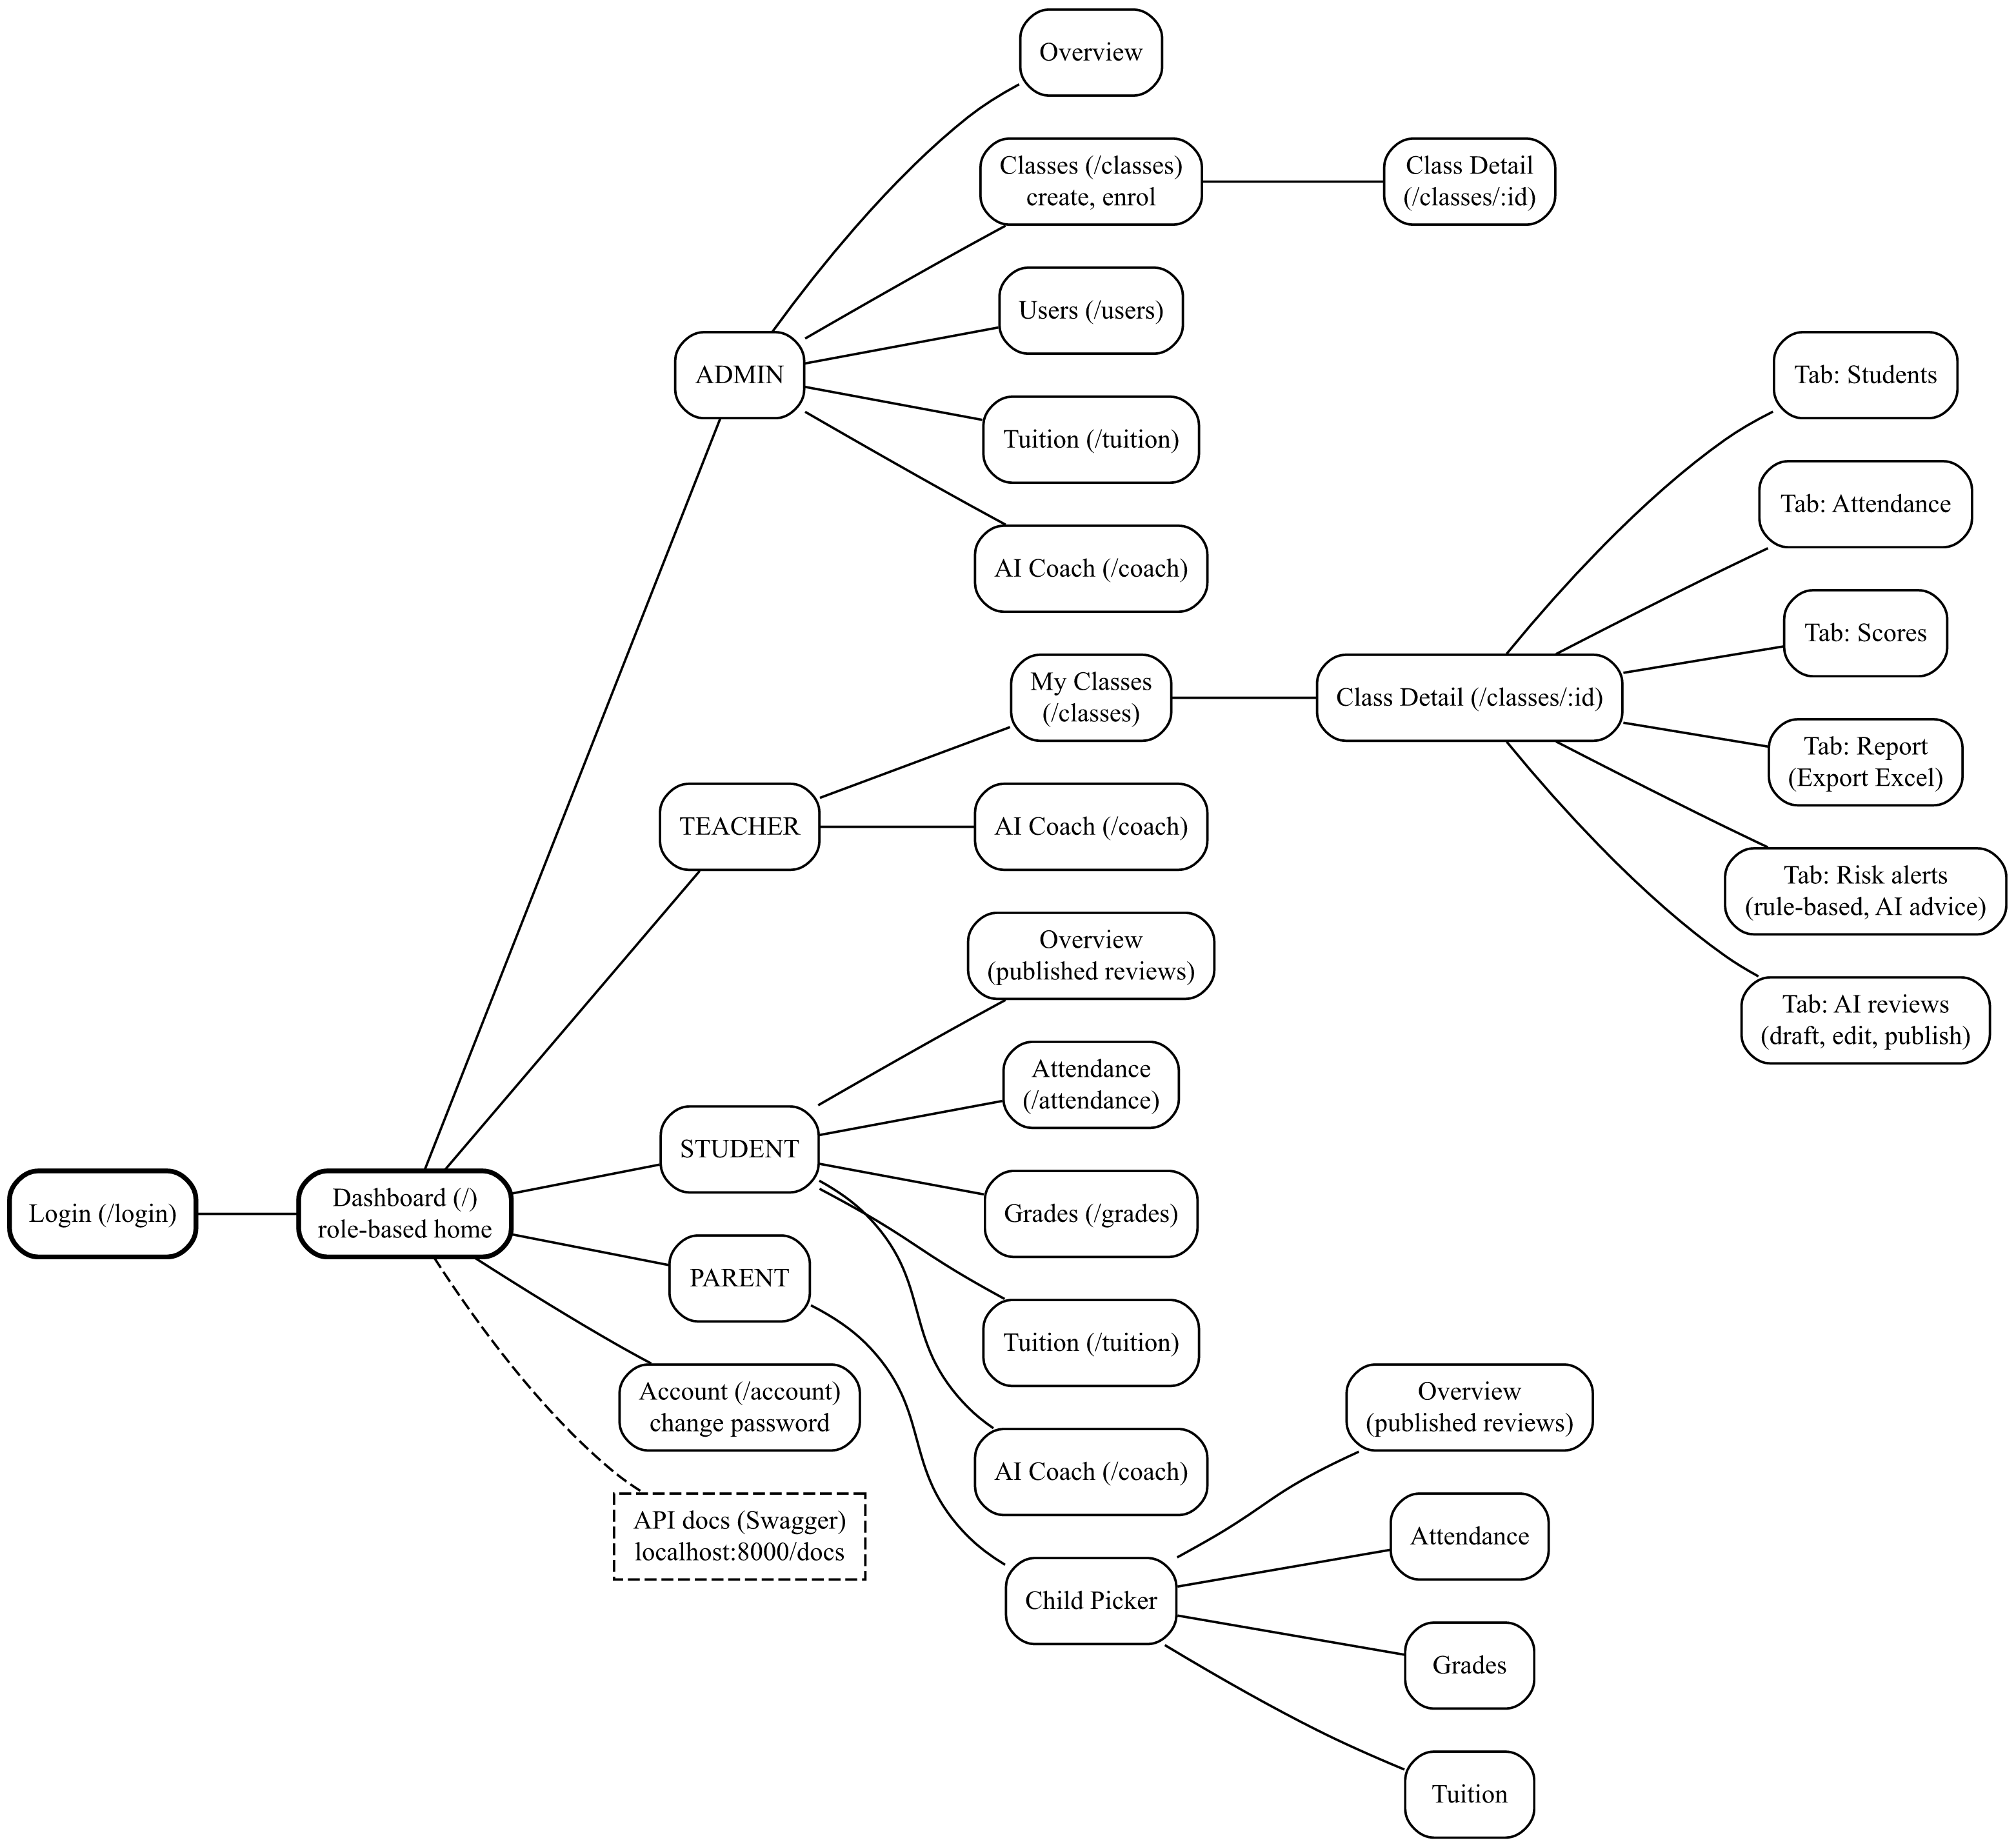 Overview
Classes (/classes)
create, enrol
Class Detail
(/classes/:id)
Users (/users)
ADMIN
Tuition (/tuition)
AI Coach (/coach)
Tab: Students
Tab: Attendance
Tab: Scores
My Classes
(/classes)
Class Detail (/classes/:id)
Tab: Report
(Export Excel)
TEACHER
AI Coach (/coach)
Tab: Risk alerts
(rule-based, AI advice)
Overview
(published reviews)
Tab: AI reviews
(draft, edit, publish)
Attendance
(/attendance)
STUDENT
Login (/login)
Dashboard (/)
role-based home
Grades (/grades)
PARENT
Tuition (/tuition)
Account (/account)
change password
Overview
(published reviews)
AI Coach (/coach)
API docs (Swagger)
localhost:8000/docs
Attendance
Child Picker
Grades
Tuition